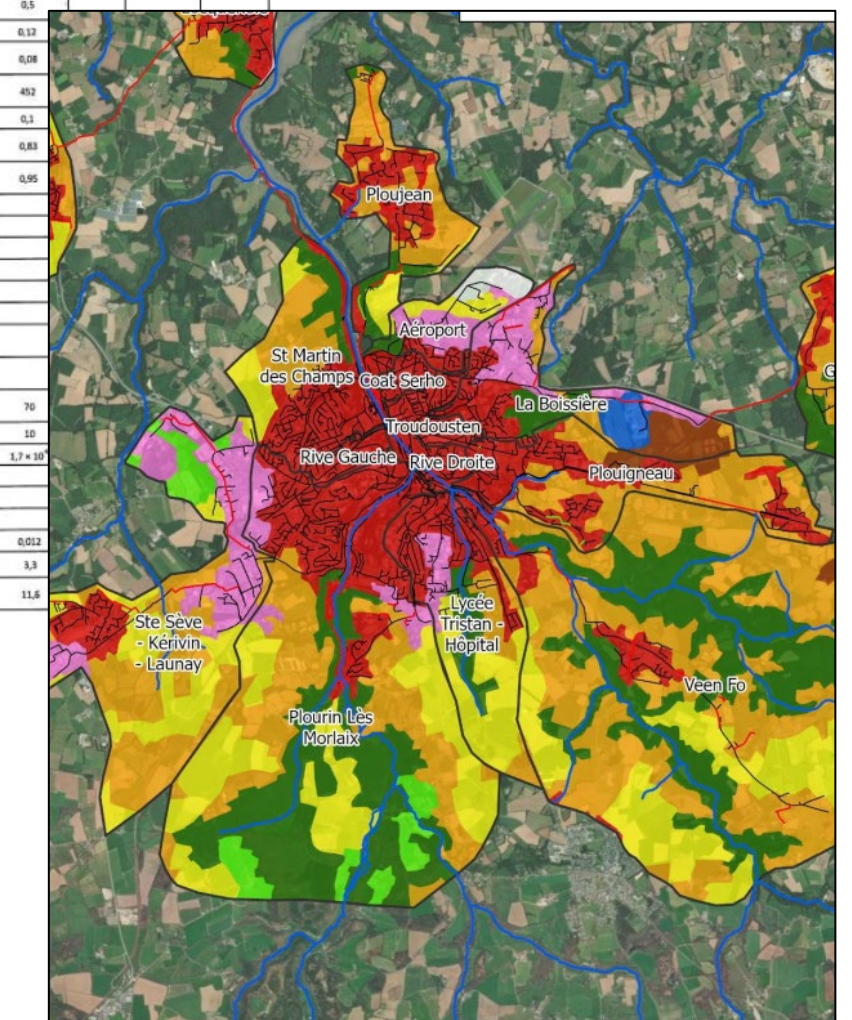 0,5
0,12
0,08
452
0,1
0,83
0,95
70
10
1,7 × 10
0,012
3,3
11,6
Ploujean
Aéroport
St Martin
des Champs
Coat Serho
La Boissière
Troudousten
Rive Gauche
Rive Droite
Plouigneau
G
Lycée
Tristan -
Hôpital
Ste Sève
- Kérivin
- Launay
Veen Fo
Plourin Lès
Morlaix